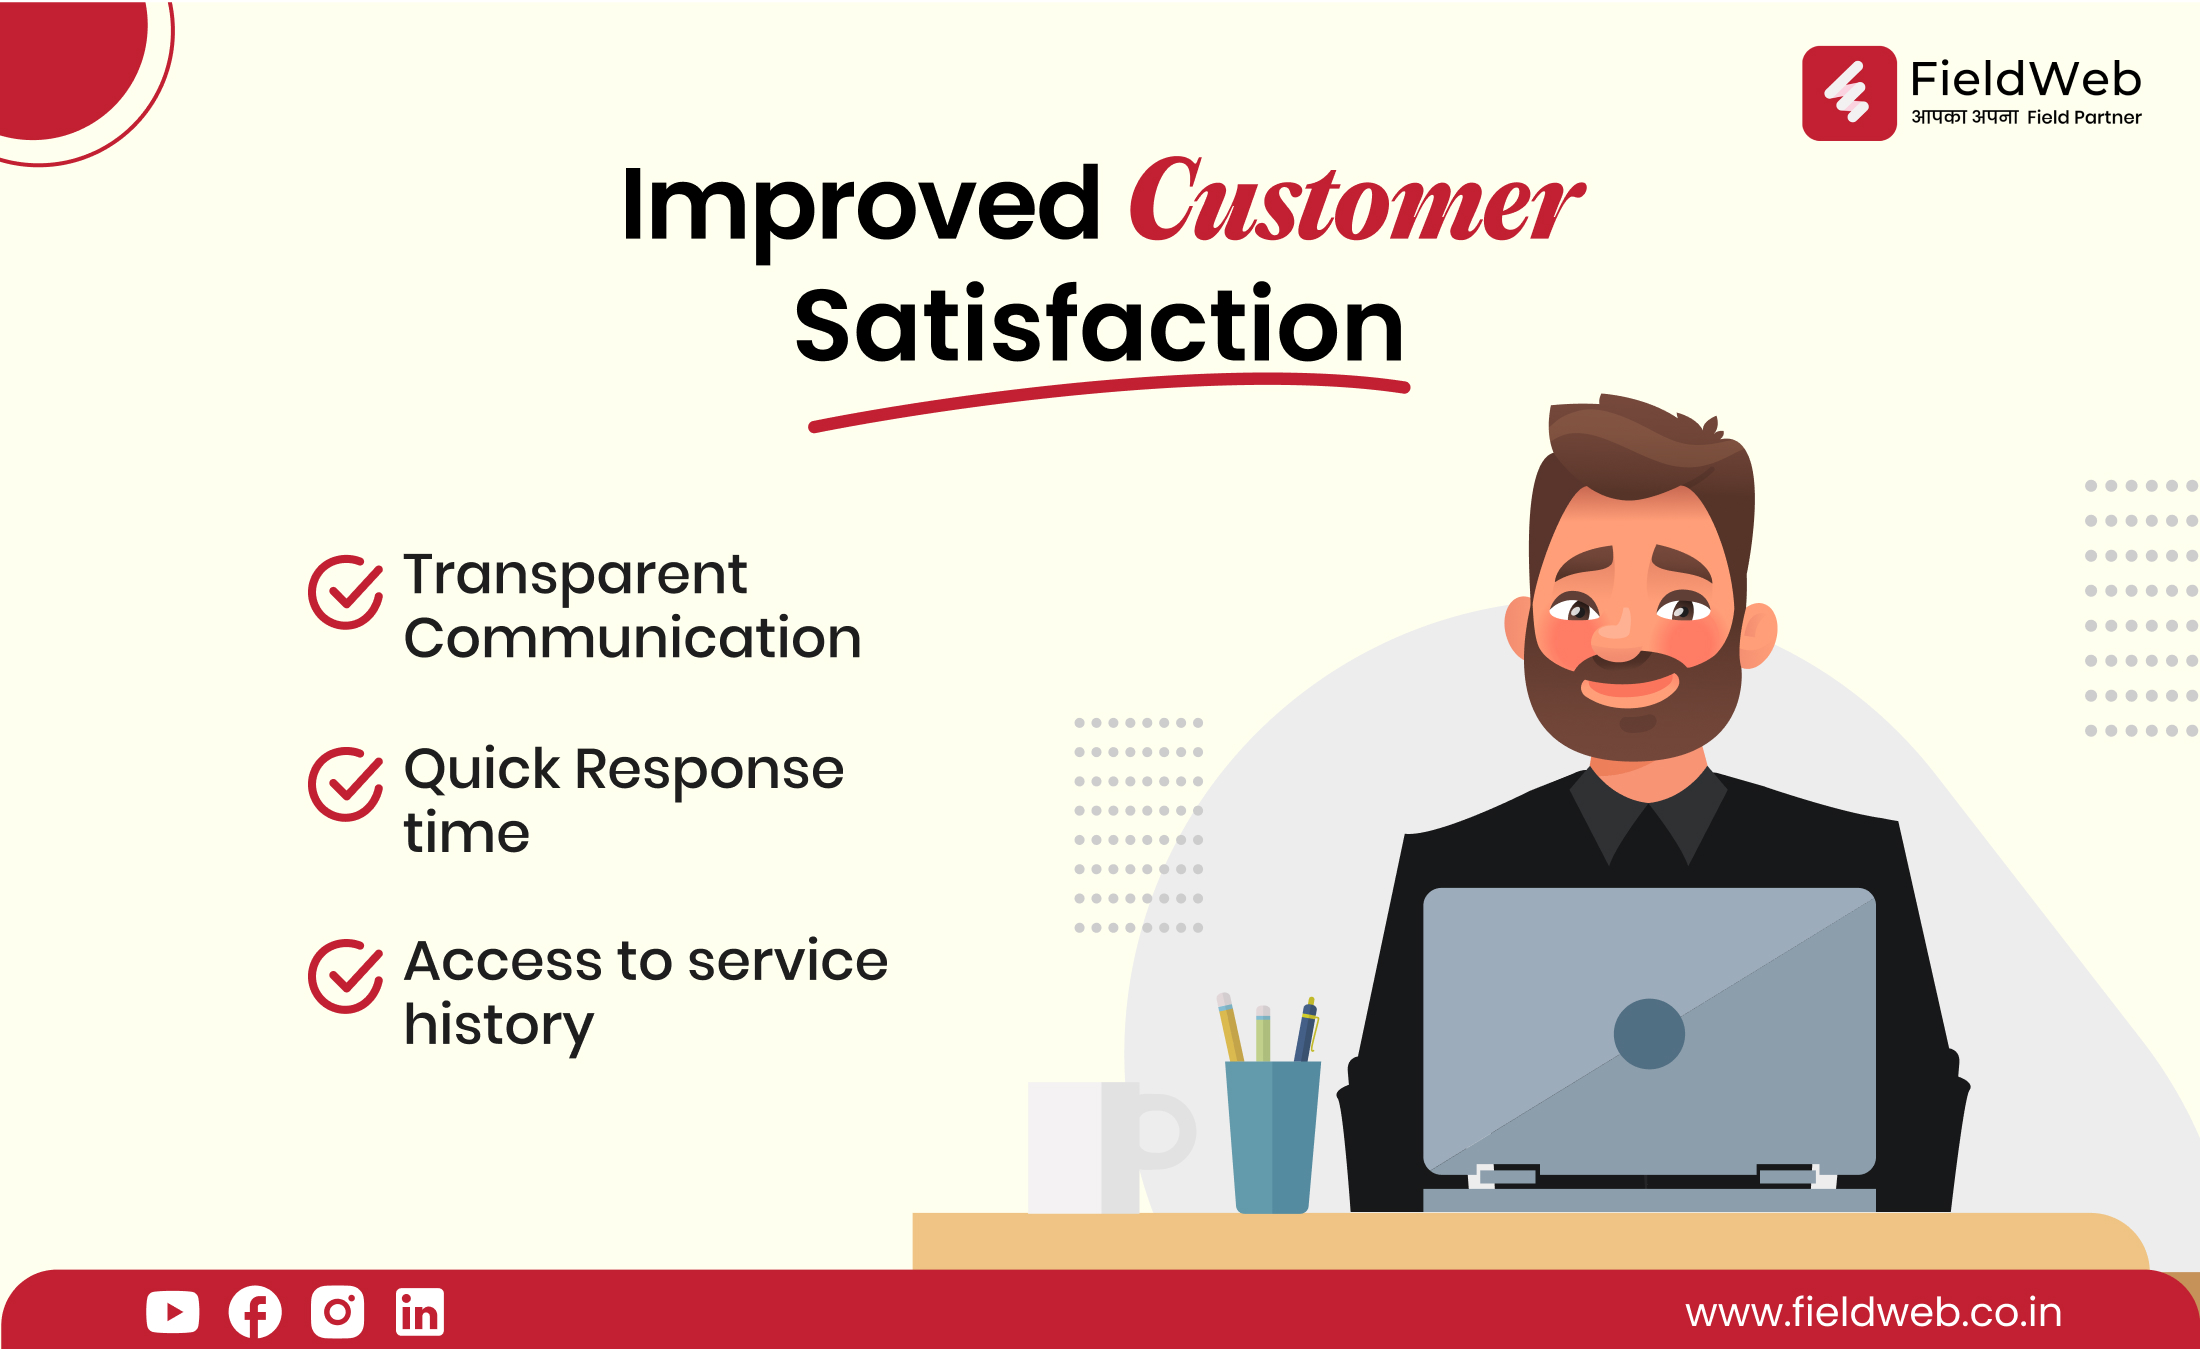 FieldWeb
आपका अपना Field Partner
Improved Customer
Satisfaction
Transparent
Communication
Quick Response
time
Access to service
history
www.fieldweb.co.in